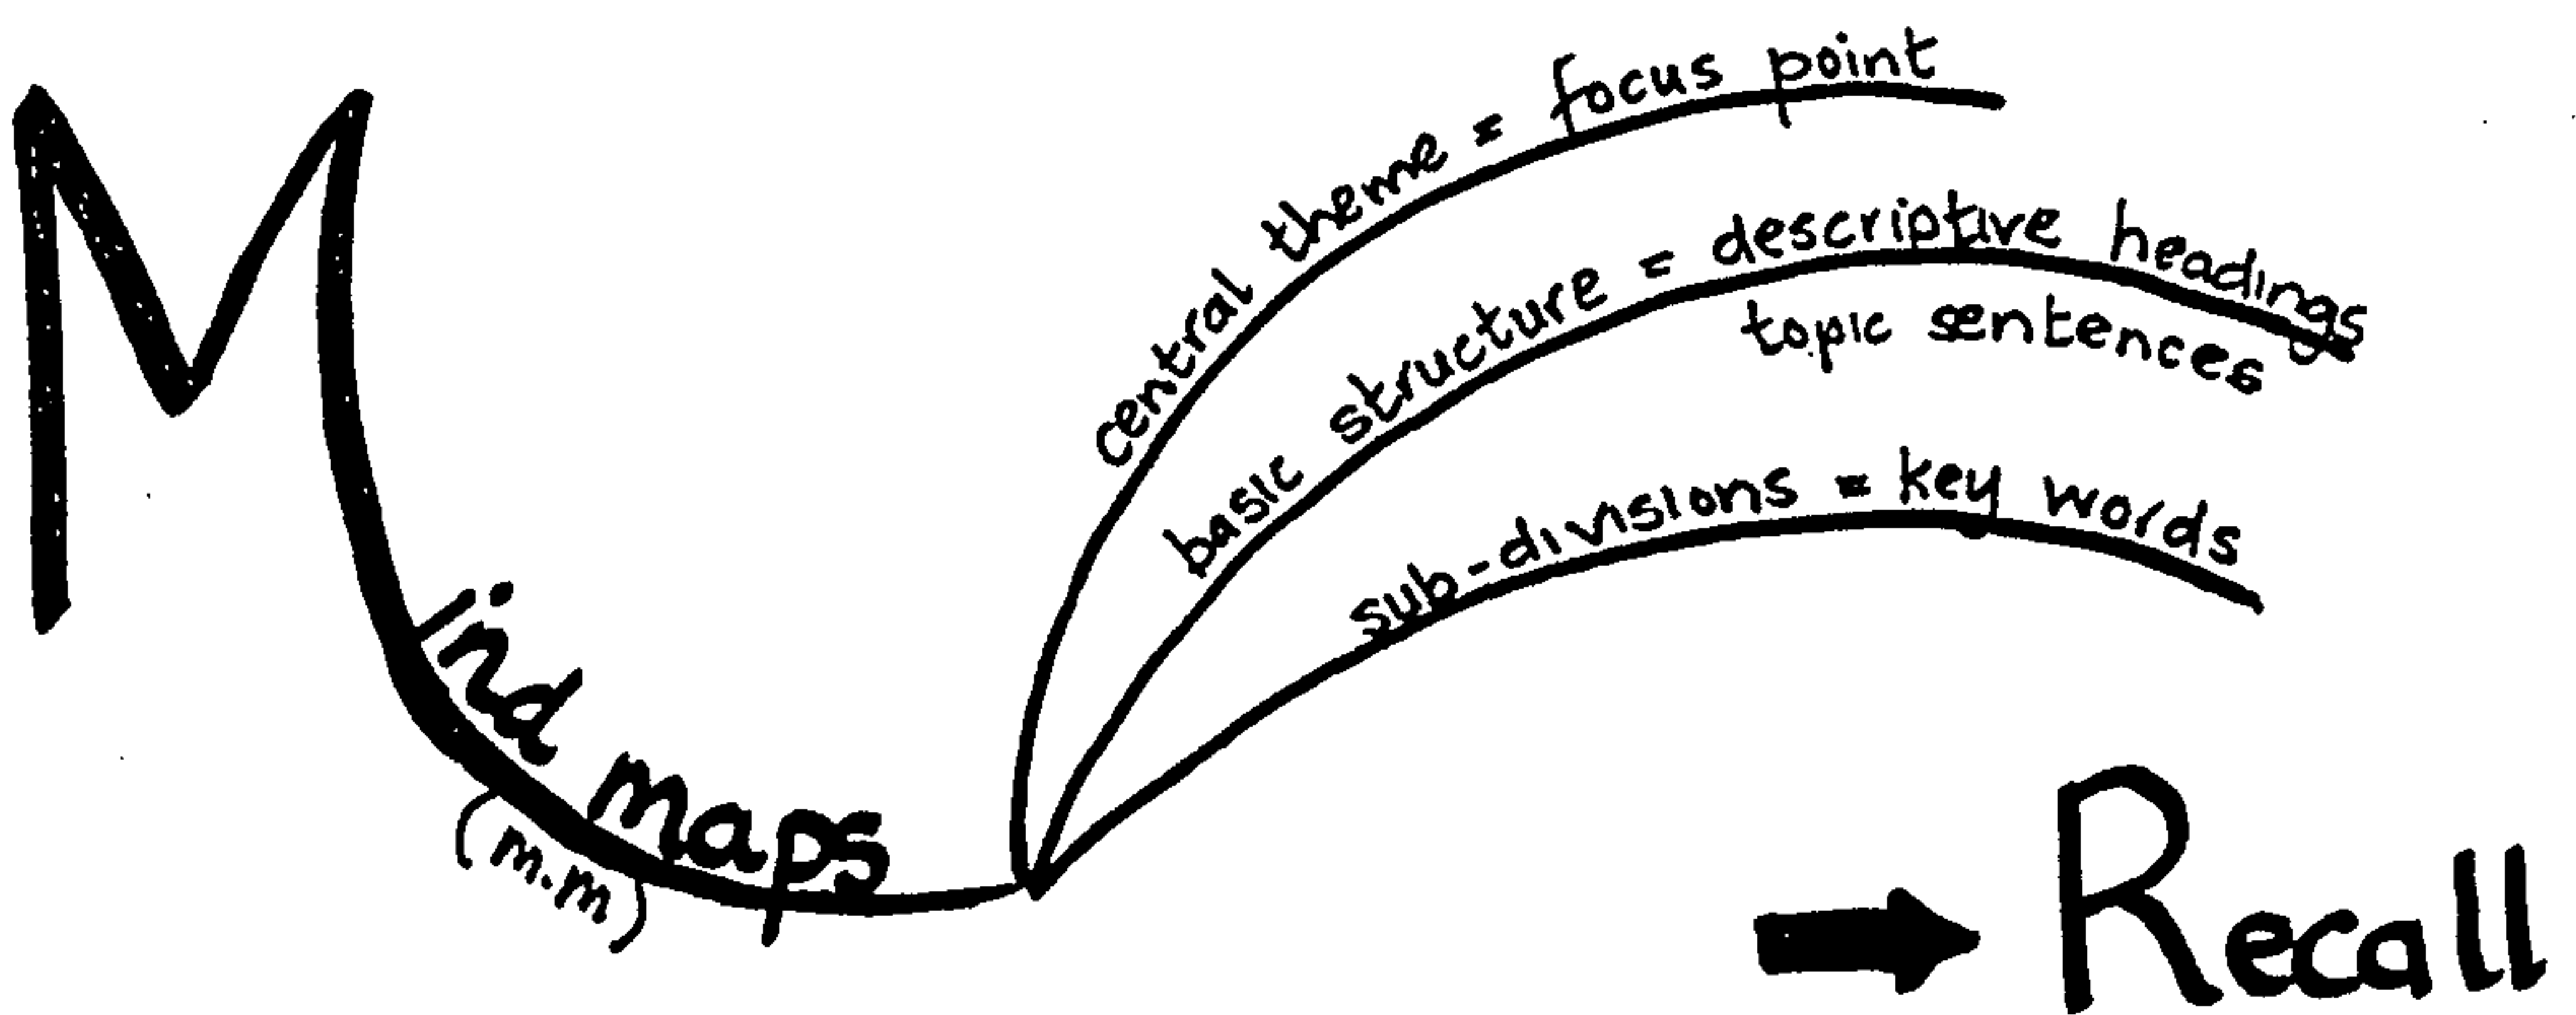 Mind maps
(m.m)
central theme = focus point
basic structure = descriptive headings
topic sentences
sub-divisions = key words
Recall